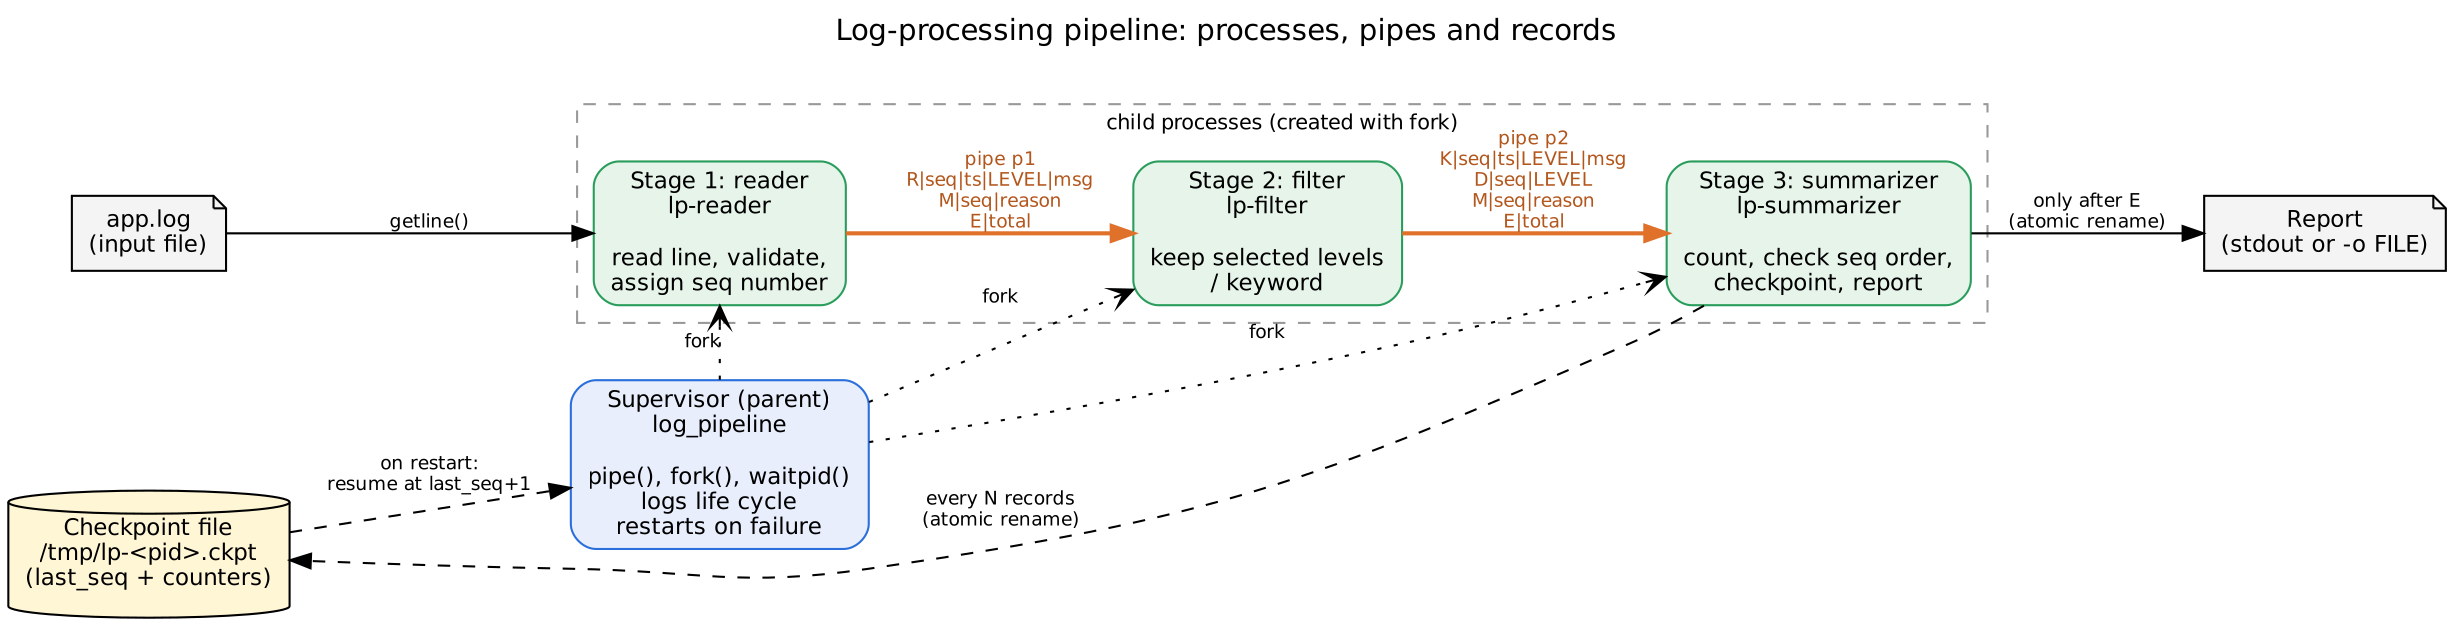 Log-processing pipeline: processes, pipes and records
child processes (created with fork)
app.log
(input file)
getline()
Stage 1: reader
lp-reader
read line, validate,
assign seq number
pipe p1
R|seq|ts|LEVEL|msg
M|seq|reason
E|total
Stage 2: filter
lp-filter
keep selected levels
/ keyword
pipe p2
K|seq|ts|LEVEL|msg
D|seq|LEVEL
M|seq|reason
E|total
Stage 3: summarizer
lp-summarizer
count, check seq order,
checkpoint, report
only after E
(atomic rename)
Report
(stdout or -o FILE)
fork
fork
fork
Supervisor (parent)
log_pipeline
pipe(), fork(), waitpid()
logs life cycle
restarts on failure
on restart:
resume at last_seq+1
every N records
(atomic rename)
Checkpoint file
/tmp/lp-<pid>.ckpt
(last_seq + counters)